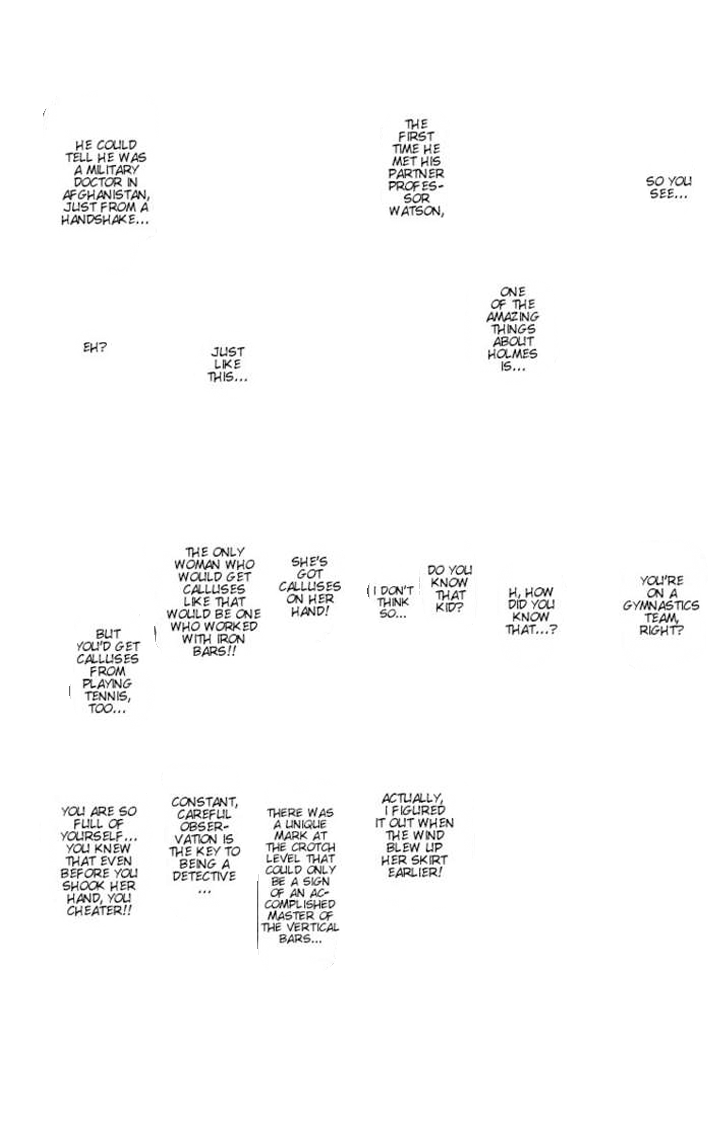 SO YOU
SEE...
THE
FIRST
TIME HE
MET HIS
PARTNER
PROFES-
SOR
WATSON,
HE COULD
TELL HE WAS
A MILITARY
DOCTOR IN
AFGHANISTAN,
JUST FROM A
HANDSHAKE...
ONE
OF THE
AMAZING
THINGS
ABOUT
HOLMES
IS...
JUST
LIKE
THIS...
EH?
YOU'RE
ON A
GYMNASTICS
TEAM,
RIGHT?
H, HOW
DID YOU
KNOW
THAT...?
DO YOU
KNOW
THAT
KID?
I DON'T
THINK
SO...
SHE'S
GOT
CALLUSES
ON HER
HAND!
THE ONLY
WOMAN WHO
WOULD GET
CALLUSES
LIKE THAT
WOULD BE ONE
WHO WORKED
WITH IRON
BARS!!
BUT
YOU'D GET
CALLUSES
FROM
PLAYING
TENNIS,
TOO...
ACTUALLY,
I FIGURED
IT OUT WHEN
THE WIND
BLEW UP
HER SKIRT
EARLIER!
THERE WAS
A UNIQUE
MARK AT
THE CROTCH
LEVEL THAT
COULD ONLY
BE A SIGN
OF AN AC-
COMPLISHED
MASTER OF
THE VERTICAL
BARS...
CONSTANT,
CAREFUL
OBSER-
VATION IS
THE KEY TO
BEING A
DETECTIVE
...
YOU ARE SO
FULL OF
YOURSELF...
YOU KNEW
THAT EVEN
BEFORE YOU
SHOOK HER
HAND, YOU
CHEATER!!